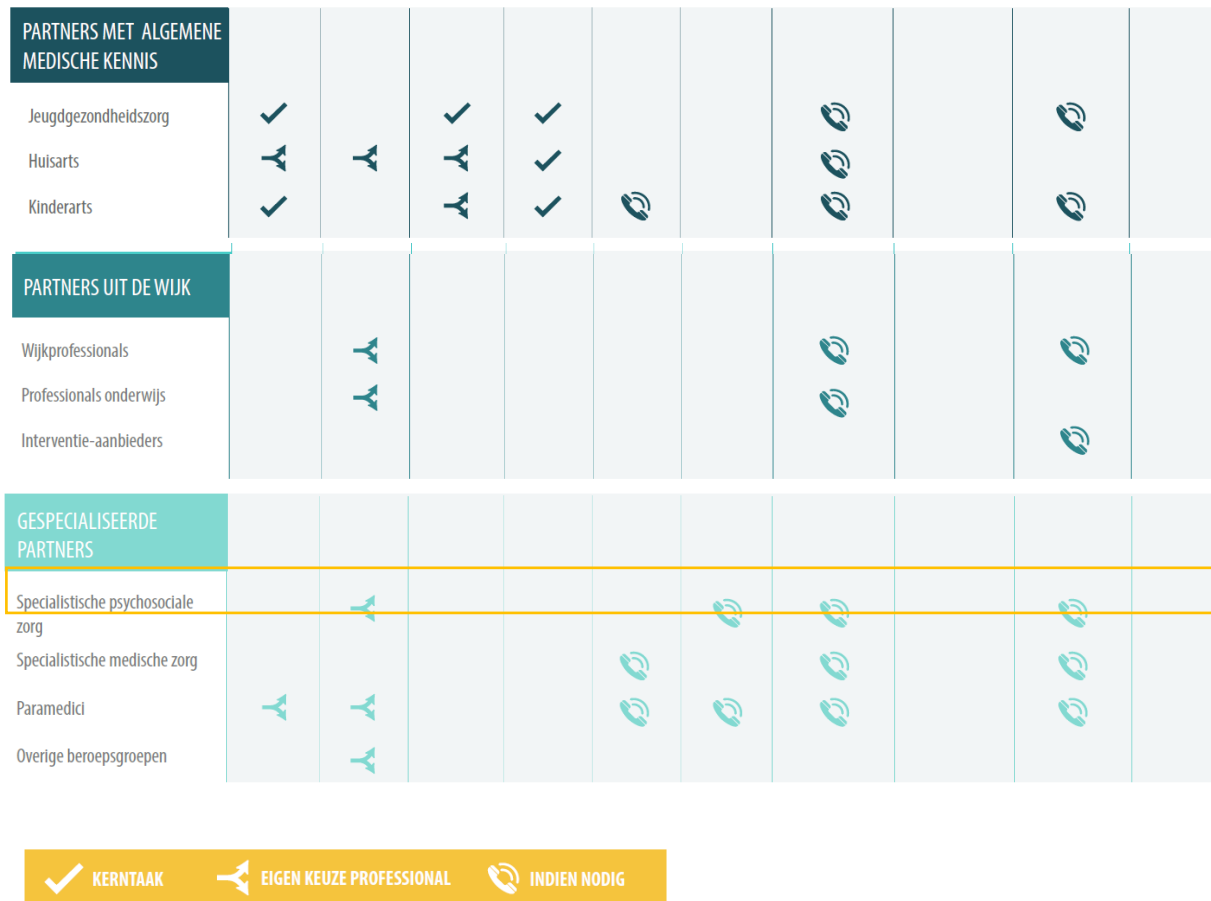 PARTNERS MET ALGEMENE
MEDISCHE KENNIS
Jeugdgezondheidszorg
Huisarts
Kinderarts
PARTNERS UIT DE WIJK
Wijkprofessionals
Professionals onderwijs
Interventie-aanbieders
GESPECIALISEERDE
PARTNERS
Specialistische psychosociale
zorg
Specialistische medische zorg
Paramedici
Overige beroepsgroepen
KERNTAAK EIGEN KEUZE PROFESSIONAL INDIEN NODIG